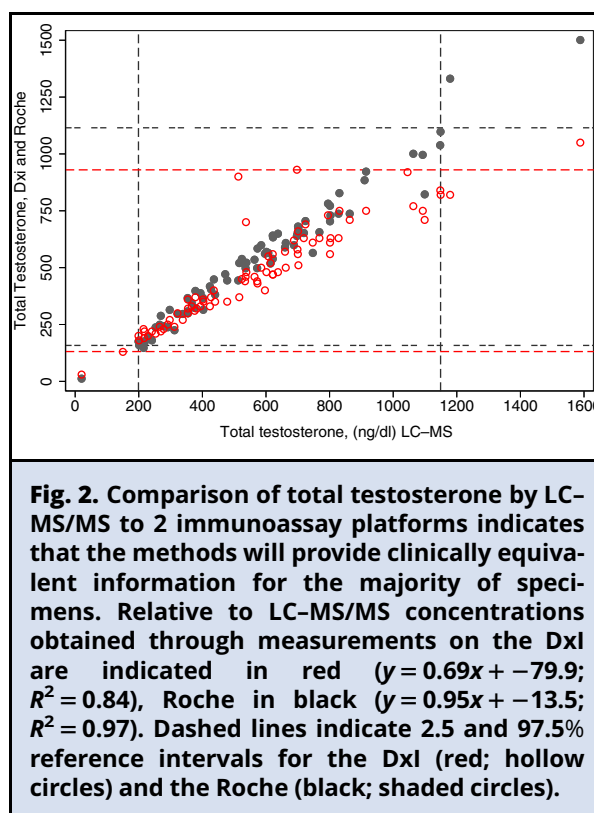 1500
1250
1000
750
500
250
0
Total Testosterone, Dxi and Roche
0 200 400 600 800 1000 1200 1400 1600
Total testosterone, (ng/dl) LC–MS
Fig. 2. Comparison of total testosterone by LC–
MS/MS to 2 immunoassay platforms indicates
that the methods will provide clinically equiva-
lent information for the majority of speci-
mens. Relative to LC–MS/MS concentrations
obtained through measurements on the DxI
are indicated in red (y = 0.69x + −79.9;
R² = 0.84), Roche in black (y = 0.95x + −13.5;
R² = 0.97). Dashed lines indicate 2.5 and 97.5%
reference intervals for the DxI (red; hollow
circles) and the Roche (black; shaded circles).